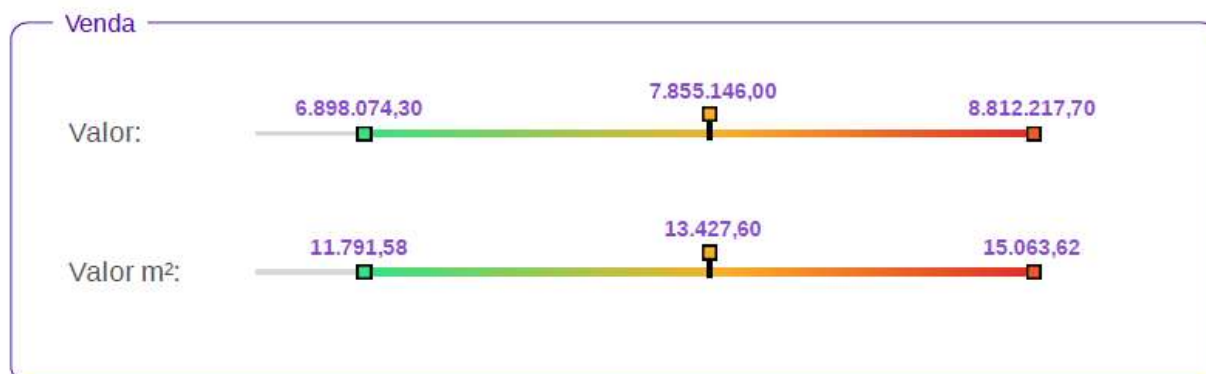 Venda
6.898.074,30
7.855.146,00
8.812.217,70
Valor:
11.791,58
13.427,60
15.063,62
Valor m²: